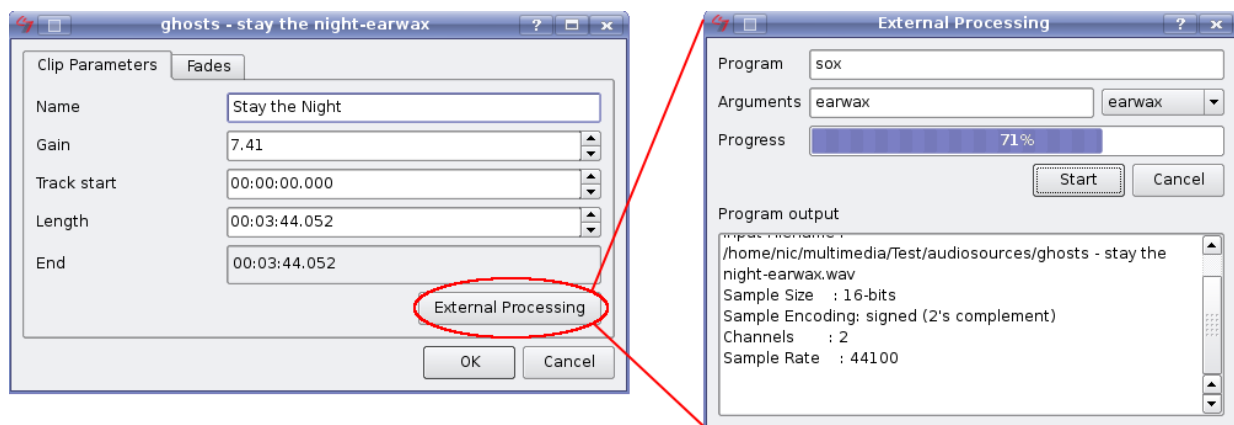 ghosts - stay the night-earwax
Clip Parameters
Fades
Name
Stay the Night
Gain
7.41
Track start
00:00:00.000
Length
00:03:44.052
End
00:03:44.052
External Processing
OK
Cancel
External Processing
Program
sox
Arguments
earwax
earwax
Progress
71%
Start
Cancel
Program output
Input Filename :
/home/nic/multimedia/Test/audiosources/ghosts - stay the
night-earwax.wav
Sample Size : 16-bits
Sample Encoding: signed (2's complement)
Channels : 2
Sample Rate : 44100